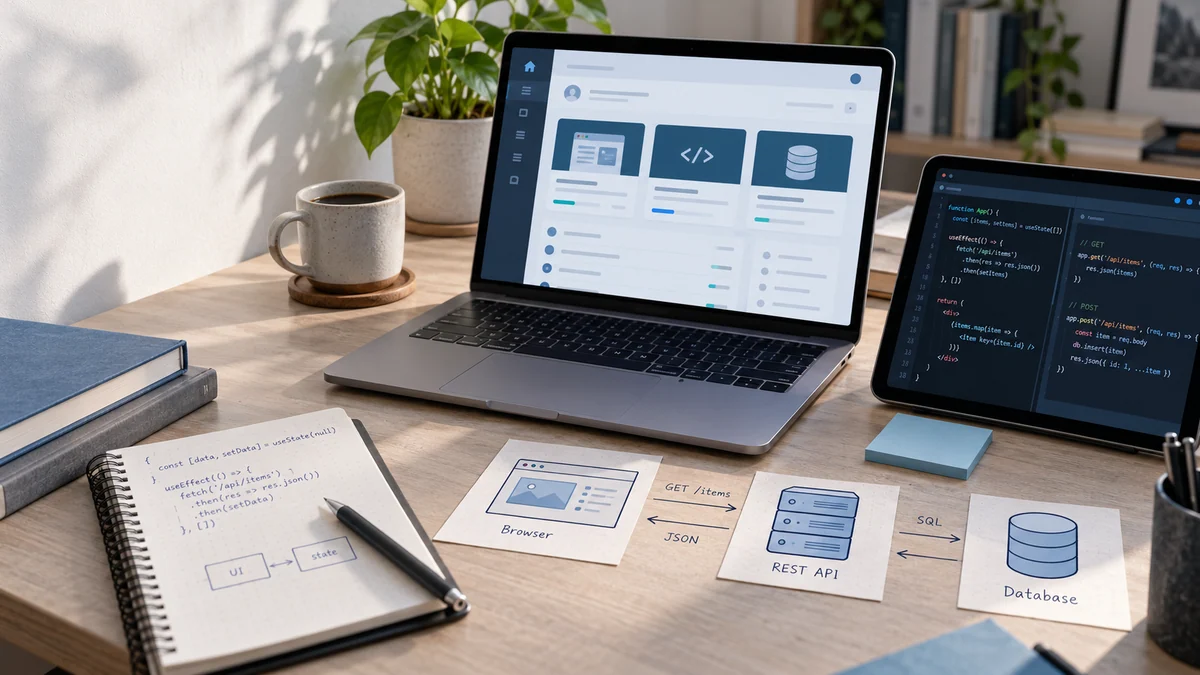 function App() {
const [items, setItems] = useState([])
useEffect(() => {
fetch('/api/items')
.then(res => res.json())
.then(setItems)
}, [])
return (
<div>
{items.map(item => (
<Item key={item.id} />
))}
</div>
)
}
// GET
app.get('/api/items', (req, res) => {
res.json(items)
})
// POST
app.post('/api/items', (req, res) => {
const item = req.body
db.insert(item)
res.json({ id: 1, ...item })
})
{ const [data, setData] = useState(null)
}
useEffect(() => {
fetch('/api/items')
.then(res => res.json())
.then(setData)
}, [])
UI
state
Browser
GET /items
JSON
REST API
SQL
Database